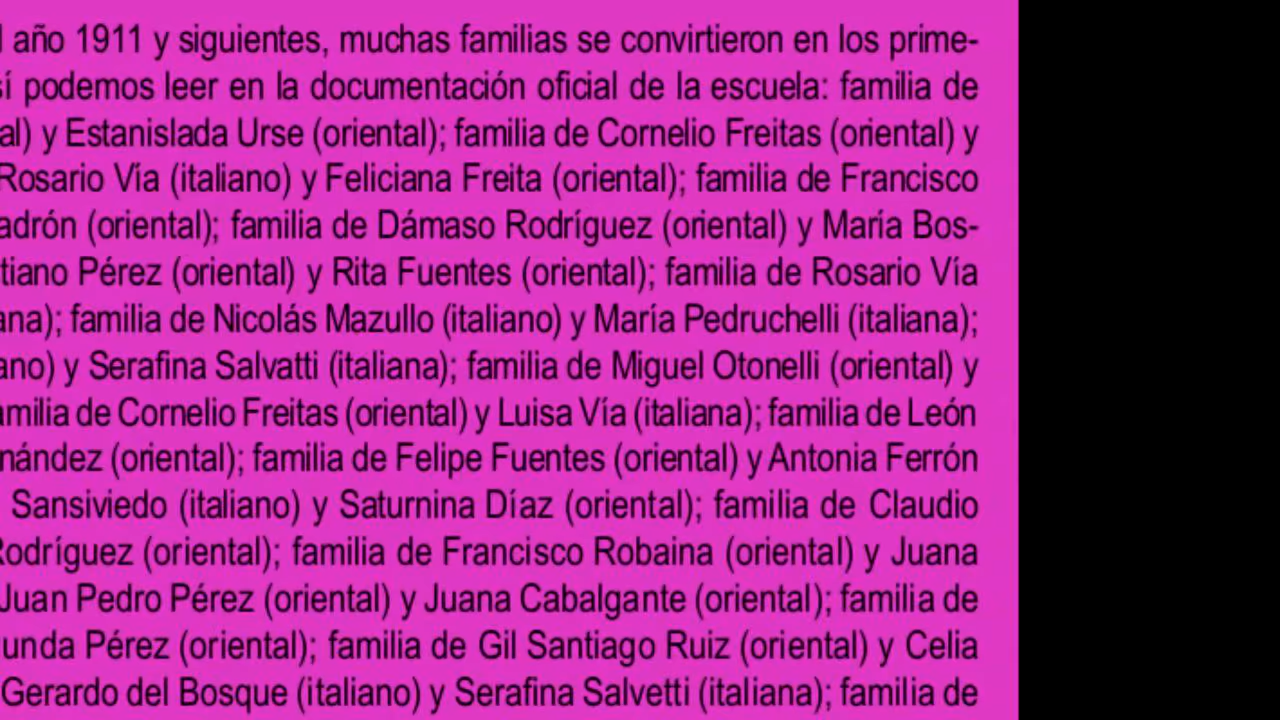 año 1911 y siguientes, muchas familias se convirtieron en los prime-
sí podemos leer en la documentación oficial de la escuela: familia de
al) y Estanislada Urse (oriental); familia de Cornelio Freitas (oriental) y
Rosario Vía (italiano) y Feliciana Freita (oriental); familia de Francisco
adrón (oriental); familia de Dámaso Rodríguez (oriental) y María Bos-
tiano Pérez (oriental) y Rita Fuentes (oriental); familia de Rosario Vía
ana); familia de Nicolás Mazullo (italiano) y María Pedruchelli (italiana);
ano) y Serafina Salvatti (italiana); familia de Miguel Otonelli (oriental) y
amilia de Cornelio Freitas (oriental) y Luisa Vía (italiana); familia de León
nández (oriental); familia de Felipe Fuentes (oriental) y Antonia Ferrón
Sansiviedo (italiano) y Saturnina Díaz (oriental); familia de Claudio
Rodríguez (oriental); familia de Francisco Robaina (oriental) y Juana
Juan Pedro Pérez (oriental) y Juana Cabalgante (oriental); familia de
unda Pérez (oriental); familia de Gil Santiago Ruiz (oriental) y Celia
Gerardo del Bosque (italiano) y Serafina Salvetti (italiana); familia de